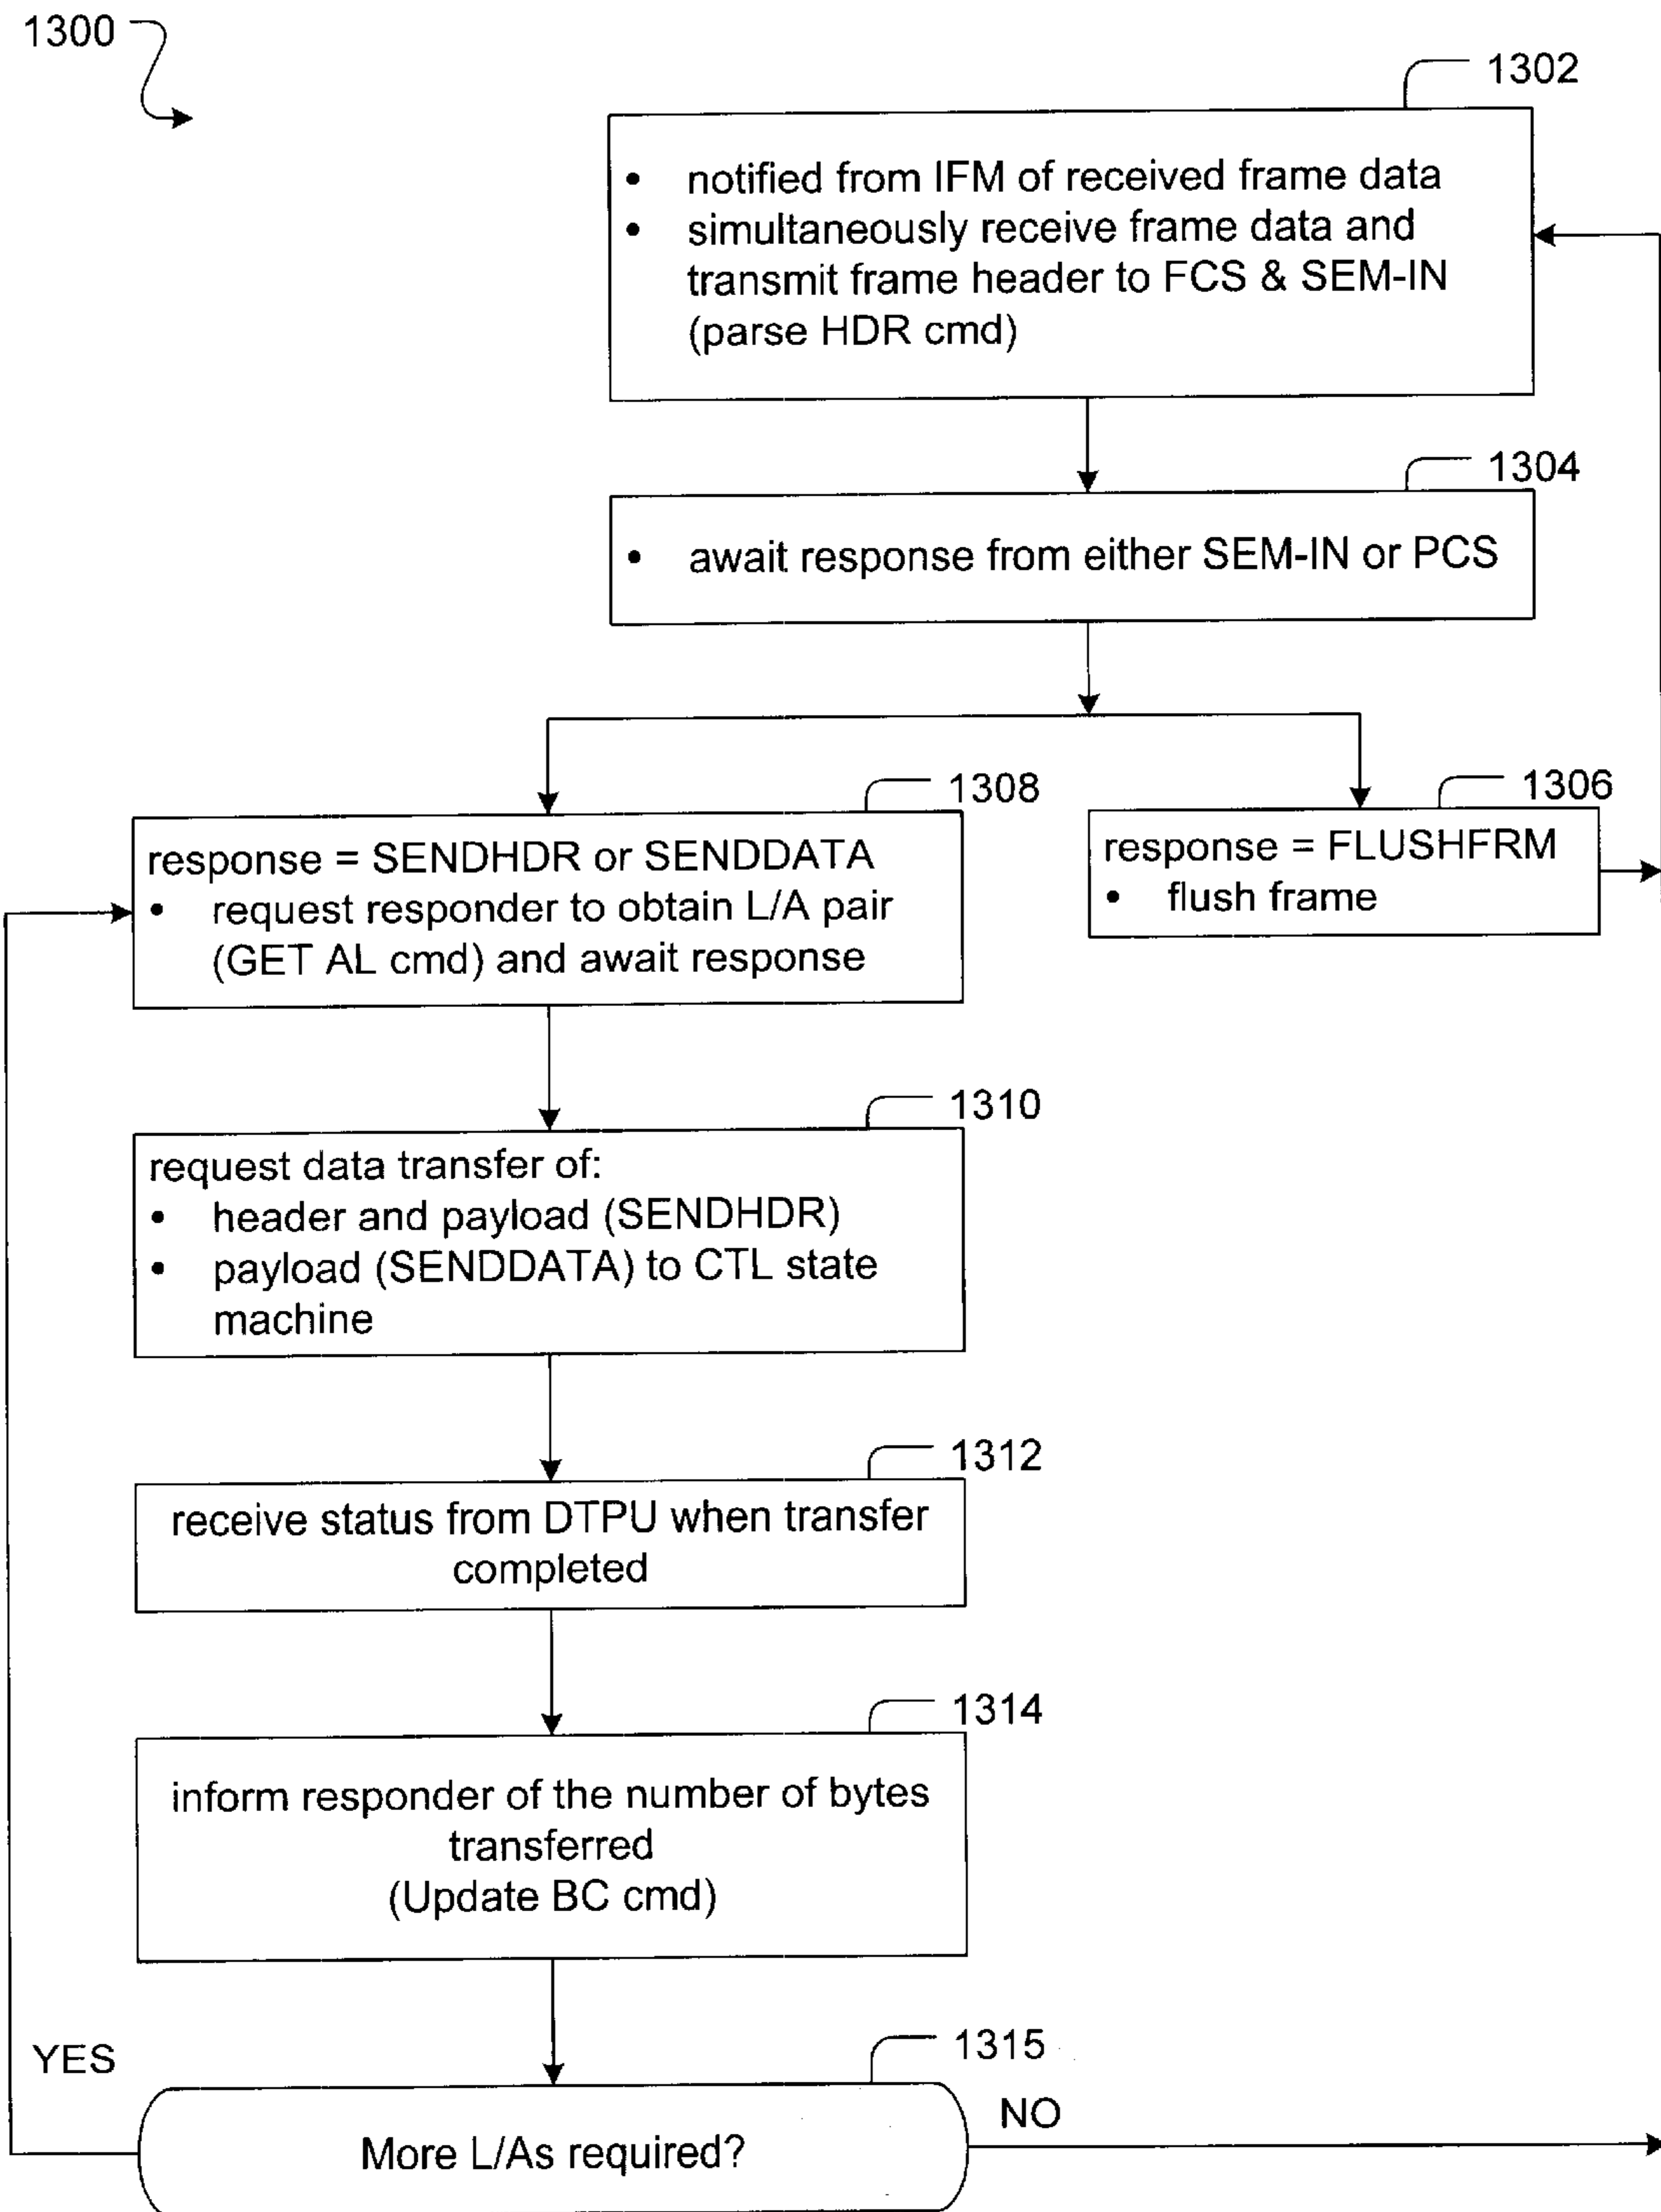 1300
1302
• notified from IFM of received frame data
• simultaneously receive frame data and
transmit frame header to FCS & SEM-IN
(parse HDR cmd)
1304
• await response from either SEM-IN or PCS
1308
response = SENDHDR or SENDDATA
• request responder to obtain L/A pair
(GET AL cmd) and await response
1306
response = FLUSHFRM
• flush frame
1310
request data transfer of:
• header and payload (SENDHDR)
• payload (SENDDATA) to CTL state
machine
1312
receive status from DTPU when transfer
completed
1314
inform responder of the number of bytes
transferred
(Update BC cmd)
1315
YES
NO
More L/As required?